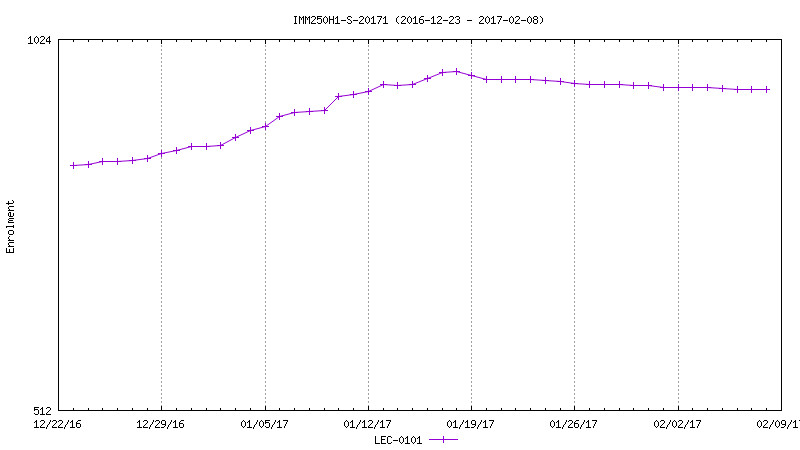 IMM250H1-S-20171 (2016-12-23 - 2017-02-08)
1024
Enrolment
512
12/22/16 12/29/16 01/05/17 01/12/17 01/19/17 01/26/17 02/02/17 02/09/1
LEC-0101